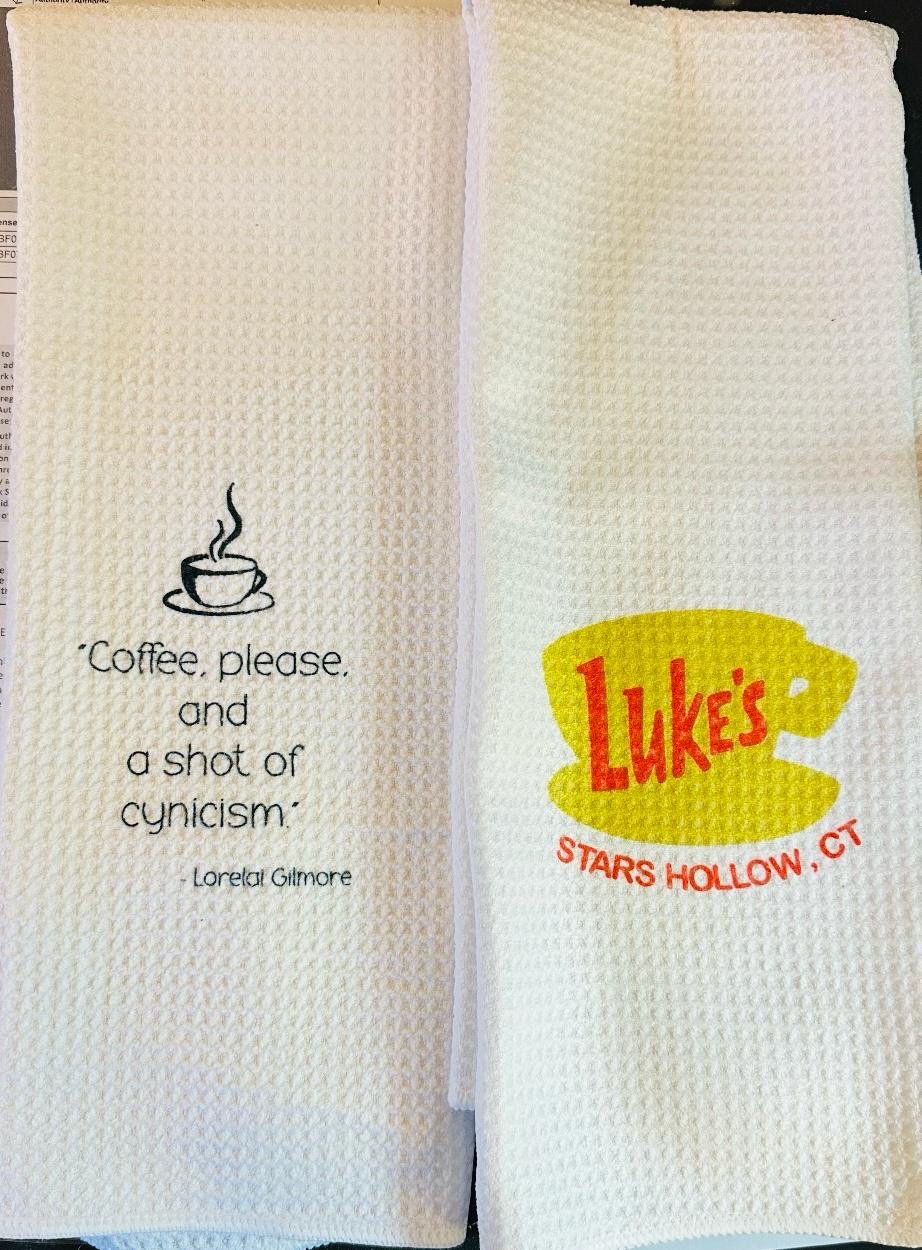 "Coffee, please,
and
a shot of
cynicism."
- Lorelai Gilmore
Luke's
STARS HOLLOW, CT